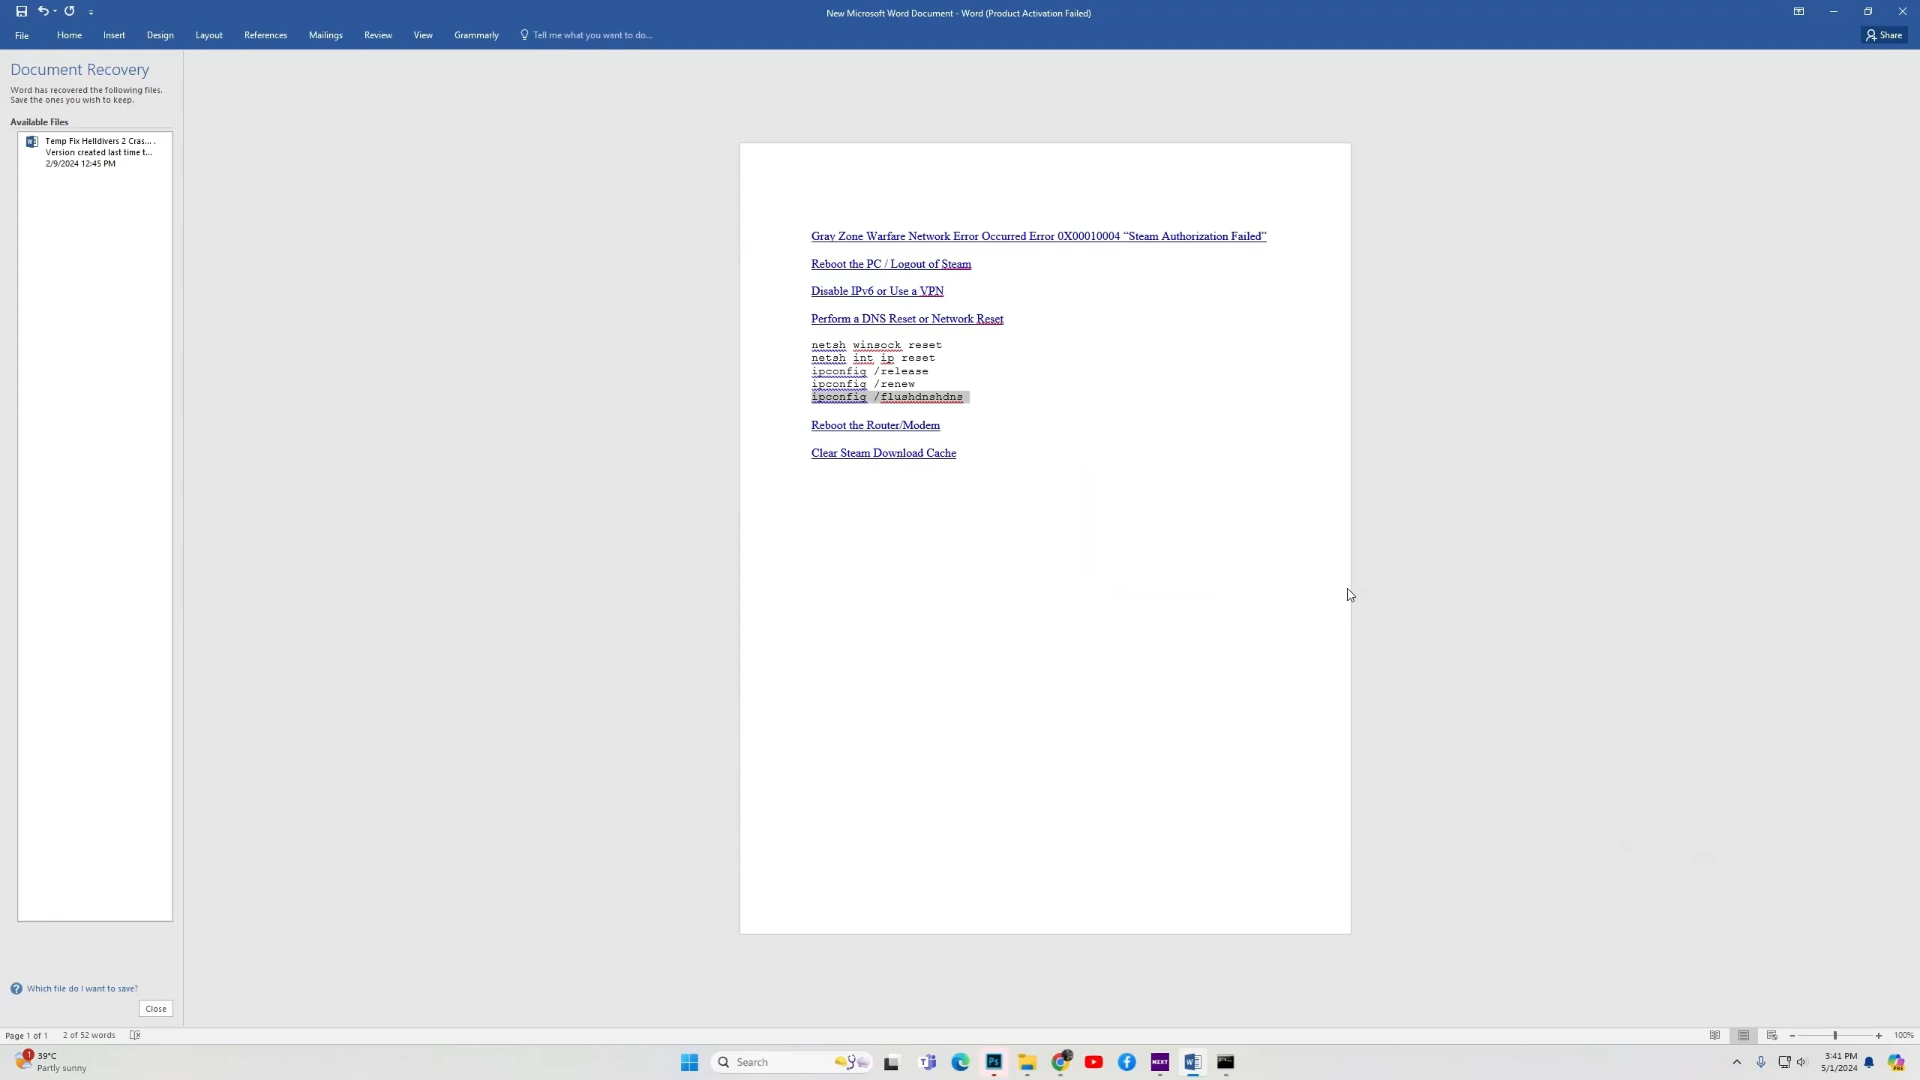 New Microsoft Word Document - Word (Product Activation Failed)
File Home Insert Design Layout References Mailings Review View Grammarly Tell me what you want to do...
Share
Document Recovery
Word has recovered the following files.
Save the ones you wish to keep.
Available Files
Temp Fix Helldivers 2 Cras... .
Version created last time t...
2/9/2024 12:45 PM
Gray Zone Warfare Network Error Occurred Error 0X00010004 “Steam Authorization Failed”
Reboot the PC / Logout of Steam
Disable IPv6 or Use a VPN
Perform a DNS Reset or Network Reset
netsh winsock reset
netsh int ip reset
ipconfig /release
ipconfig /renew
ipconfig /flushdnshdns
Reboot the Router/Modem
Clear Steam Download Cache
Which file do I want to save?
Close
Page 1 of 1 2 of 52 words
100%
1
39°C
Partly sunny
Search
Ps
NZXT
3:41 PM
5/1/2024